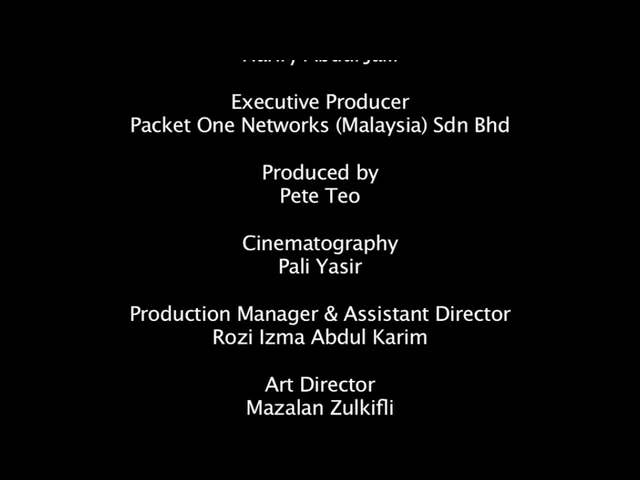 Executive Producer
Packet One Networks (Malaysia) Sdn Bhd
Produced by
Pete Teo
Cinematography
Pali Yasir
Production Manager & Assistant Director
Rozi Izma Abdul Karim
Art Director
Mazalan Zulkifli